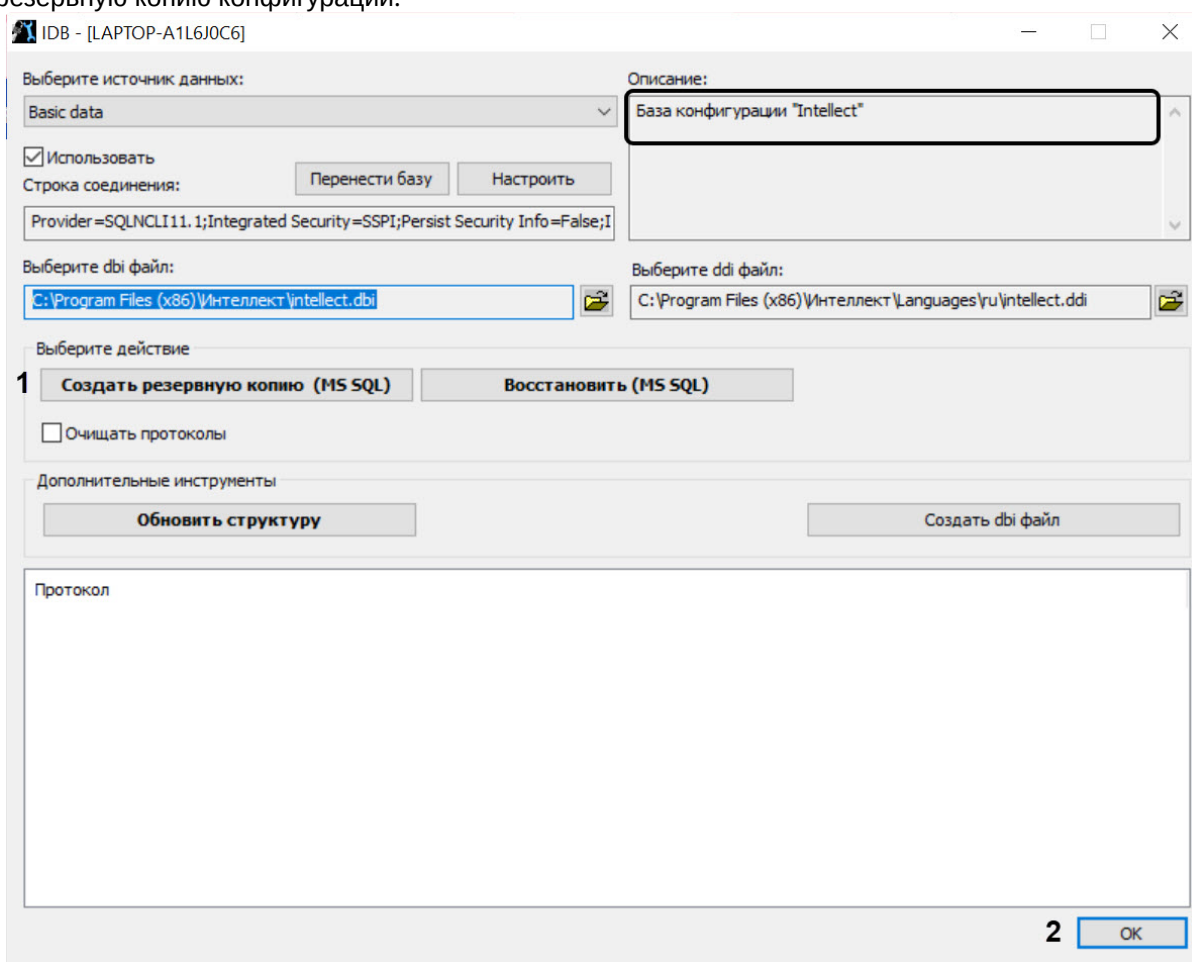 резервную копию конфигурации.
IDB - [LAPTOP-A1L6J0C6]
Выберите источник данных:
Описание:
Basic data
База конфигурации "Intellect"
Использовать
Строка соединения:
Перенести базу
Настроить
Provider=SQLNCLI11.1;Integrated Security=SSPI;Persist Security Info=False;I
Выберите dbi файл:
Выберите ddi файл:
C:\Program Files (x86)\Интеллект\intellect.dbi
C:\Program Files (x86)\Интеллект\Languages\ru\intellect.ddi
Выберите действие
1
Создать резервную копию (MS SQL)
Восстановить (MS SQL)
Очищать протоколы
Дополнительные инструменты
Обновить структуру
Создать dbi файл
Протокол
2
OK